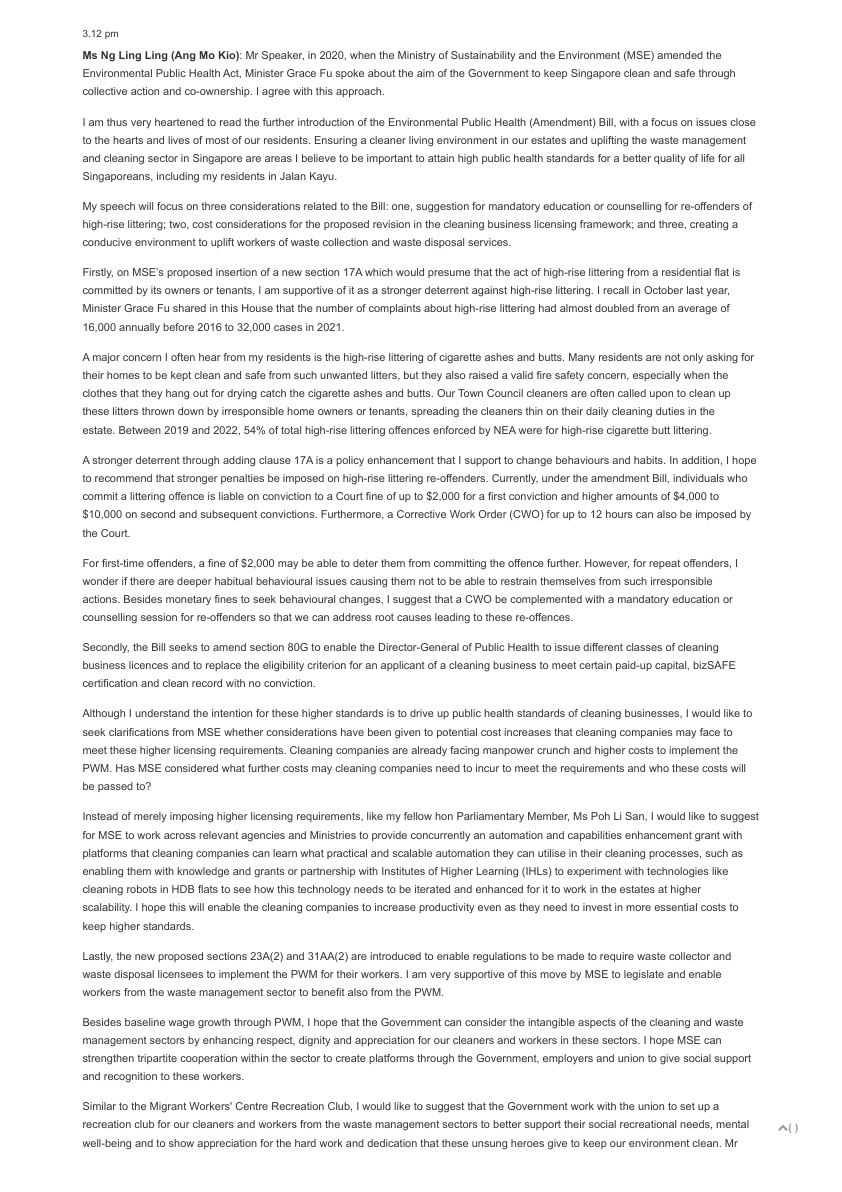 3.12 pm
Ms Ng Ling Ling (Ang Mo Kio): Mr Speaker, in 2020, when the Ministry of Sustainability and the Environment (MSE) amended the
Environmental Public Health Act, Minister Grace Fu spoke about the aim of the Government to keep Singapore clean and safe through
collective action and co-ownership. I agree with this approach.
I am thus very heartened to read the further introduction of the Environmental Public Health (Amendment) Bill, with a focus on issues close
to the hearts and lives of most of our residents. Ensuring a cleaner living environment in our estates and uplifting the waste management
and cleaning sector in Singapore are areas I believe to be important to attain high public health standards for a better quality of life for all
Singaporeans, including my residents in Jalan Kayu.
My speech will focus on three considerations related to the Bill: one, suggestion for mandatory education or counselling for re-offenders of
high-rise littering; two, cost considerations for the proposed revision in the cleaning business licensing framework; and three, creating a
conducive environment to uplift workers of waste collection and waste disposal services.
Firstly, on MSE's proposed insertion of a new section 17A which would presume that the act of high-rise littering from a residential flat is
committed by its owners or tenants, I am supportive of it as a stronger deterrent against high-rise littering. I recall in October last year,
Minister Grace Fu shared in this House that the number of complaints about high-rise littering had almost doubled from an average of
16,000 annually before 2016 to 32,000 cases in 2021.
A major concern I often hear from my residents is the high-rise littering of cigarette ashes and butts. Many residents are not only asking for
their homes to be kept clean and safe from such unwanted litters, but they also raised a valid fire safety concern, especially when the
clothes that they hang out for drying catch the cigarette ashes and butts. Our Town Council cleaners are often called upon to clean up
these litters thrown down by irresponsible home owners or tenants, spreading the cleaners thin on their daily cleaning duties in the
estate. Between 2019 and 2022, 54% of total high-rise littering offences enforced by NEA were for high-rise cigarette butt littering.
A stronger deterrent through adding clause 17A is a policy enhancement that I support to change behaviours and habits. In addition, I hope
to recommend that stronger penalties be imposed on high-rise littering re-offenders. Currently, under the amendment Bill, individuals who
commit a littering offence is liable on conviction to a Court fine of up to $2,000 for a first conviction and higher amounts of $4,000 to
$10,000 on second and subsequent convictions. Furthermore, a Corrective Work Order (CWO) for up to 12 hours can also be imposed by
the Court.
For first-time offenders, a fine of $2,000 may be able to deter them from committing the offence further. However, for repeat offenders, I
wonder if there are deeper habitual behavioural issues causing them not to be able to restrain themselves from such irresponsible
actions. Besides monetary fines to seek behavioural changes, I suggest that a CWO be complemented with a mandatory education or
counselling session for re-offenders so that we can address root causes leading to these re-offences.
Secondly, the Bill seeks to amend section 80G to enable the Director-General of Public Health to issue different classes of cleaning
business licences and to replace the eligibility criterion for an applicant of a cleaning business to meet certain paid-up capital, bizSAFE
certification and clean record with no conviction.
Although I understand the intention for these higher standards is to drive up public health standards of cleaning businesses, I would like to
seek clarifications from MSE whether considerations have been given to potential cost increases that cleaning companies may face to
meet these higher licensing requirements. Cleaning companies are already facing manpower crunch and higher costs to implement the
PWM. Has MSE considered what further costs may cleaning companies need to incur to meet the requirements and who these costs will
be passed to?
Instead of merely imposing higher licensing requirements, like my fellow hon Parliamentary Member, Ms Poh Li San, I would like to suggest
for MSE to work across relevant agencies and Ministries to provide concurrently an automation and capabilities enhancement grant with
platforms that cleaning companies can learn what practical and scalable automation they can utilise in their cleaning processes, such as
enabling them with knowledge and grants or partnership with Institutes of Higher Learning (IHLs) to experiment with technologies like
cleaning robots in HDB flats to see how this technology needs to be iterated and enhanced for it to work in the estates at higher
scalability. I hope this will enable the cleaning companies to increase productivity even as they need to invest in more essential costs to
keep higher standards.
Lastly, the new proposed sections 23A(2) and 31AA(2) are introduced to enable regulations to be made to require waste collector and
waste disposal licensees to implement the PWM for their workers. I am very supportive of this move by MSE to legislate and enable
workers from the waste management sector to benefit also from the PWM.
Besides baseline wage growth through PWM, I hope that the Government can consider the intangible aspects of the cleaning and waste
management sectors by enhancing respect, dignity and appreciation for our cleaners and workers in these sectors. I hope MSE can
strengthen tripartite cooperation within the sector to create platforms through the Government, employers and union to give social support
and recognition to these workers.
Similar to the Migrant Workers' Centre Recreation Club, I would like to suggest that the Government work with the union to set up a
recreation club for our cleaners and workers from the waste management sectors to better support their social recreational needs, mental
well-being and to show appreciation for the hard work and dedication that these unsung heroes give to keep our environment clean. Mr
( )